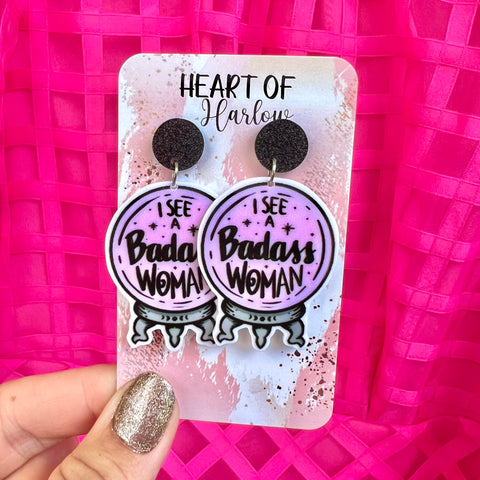 HEART OF
Harlow
I SEE
A
Badass
WOMAN
I SEE
A
Badass
WOMAN